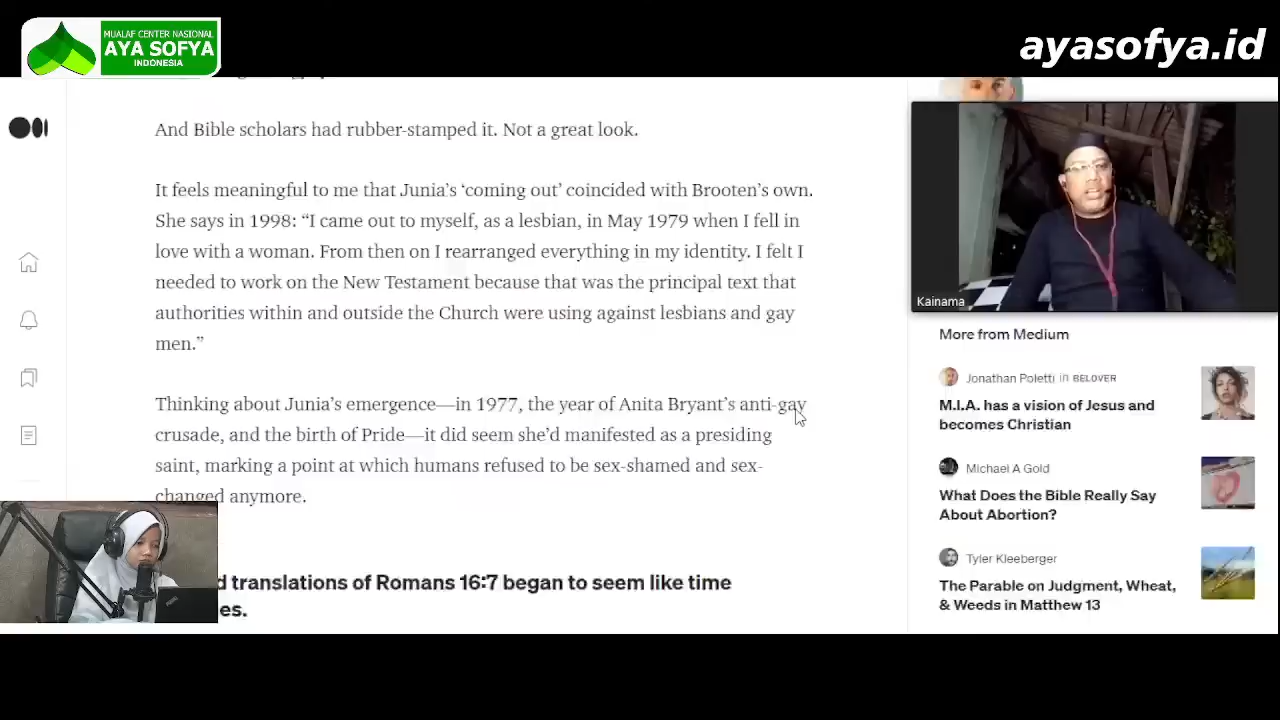 MUALAF CENTER NASIONAL
AYA SOFYA
INDONESIA
ayasofya.id
And Bible scholars had rubber-stamped it. Not a great look.
It feels meaningful to me that Junia’s ‘coming out’ coincided with Brooten’s own.
She says in 1998: “I came out to myself, as a lesbian, in May 1979 when I fell in
love with a woman. From then on I rearranged everything in my identity. I felt I
needed to work on the New Testament because that was the principal text that
authorities within and outside the Church were using against lesbians and gay
men.”
Thinking about Junia’s emergence—in 1977, the year of Anita Bryant’s anti-gay
crusade, and the birth of Pride—it did seem she’d manifested as a presiding
saint, marking a point at which humans refused to be sex-shamed and sex-
changed anymore.
translations of Romans 16:7 began to seem like time
Kainama
More from Medium
Jonathan Poletti in BELOVER
M.I.A. has a vision of Jesus and
becomes Christian
Michael A Gold
What Does the Bible Really Say
About Abortion?
Tyler Kleeberger
The Parable on Judgment, Wheat,
& Weeds in Matthew 13